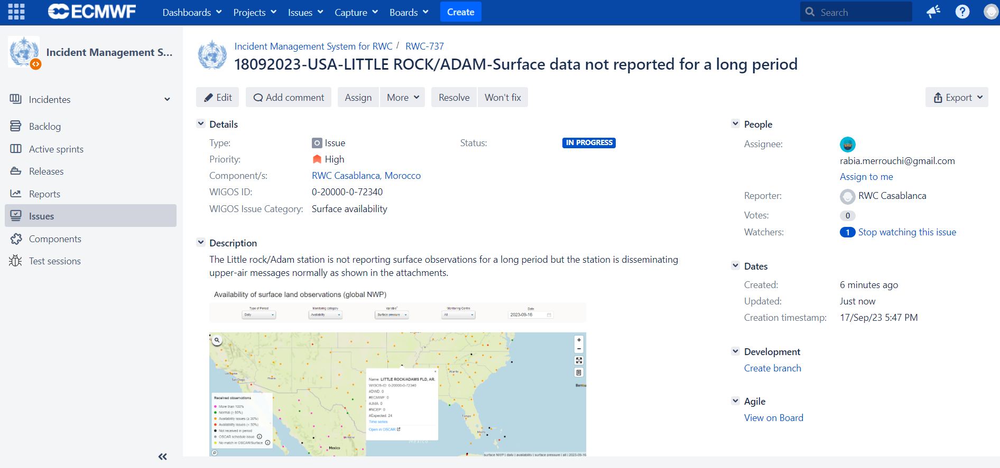 ECMWF
Dashboards
Projects
Issues
Capture
Boards
Create
Search
Incident Management S...
Incidentes
Backlog
Active sprints
Releases
Reports
Issues
Components
Test sessions
Incident Management System for RWC / RWC-737
18092023-USA-LITTLE ROCK/ADAM-Surface data not reported for a long period
Edit
Add comment
Assign
More
Resolve
Won't fix
Export
Details
Type: Issue
Status: IN PROGRESS
Priority: High
Component/s: RWC Casablanca, Morocco
WIGOS ID: 0-20000-0-72340
WIGOS Issue Category: Surface availability
Description
The Little rock/Adam station is not reporting surface observations for a long period but the station is disseminating
upper-air messages normally as shown in the attachments.
Availability of surface land observations (global NWP)
Type of Period
Monitoring category
Variable*
Monitoring Centre
Date
Daily
Availability
Surface pressure
All
2023-09-16
Los Angeles
San Diego
Phoenix
Atlanta
Tampa
Miami
Monterrey
Mexico
MEXICO
Name: LITTLE ROCK/ADAMS FLD, AR.
WIGOS-ID: 0-20000-0-72340
#DWD: 0
#ECMWF: 0
#JMA: 0
#NCEP: 0
#Expected: 24
Time series
Open in OSCAR
Received observations
More than 100%
Normal (≥ 80%)
Availability issues (≥ 30%)
Availability issues (< 30%)
Not received in period
OSCAR schedule issue
No match in OSCAR/Surface
surface NWP | daily | availability | surface pressure | all | 2023-09-16
People
Assignee:
rabia.merrouchi@gmail.com
Assign to me
Reporter: RWC Casablanca
Votes: 0
Watchers: 1 Stop watching this issue
Dates
Created: 6 minutes ago
Updated: Just now
Creation timestamp: 17/Sep/23 5:47 PM
Development
Create branch
Agile
View on Board